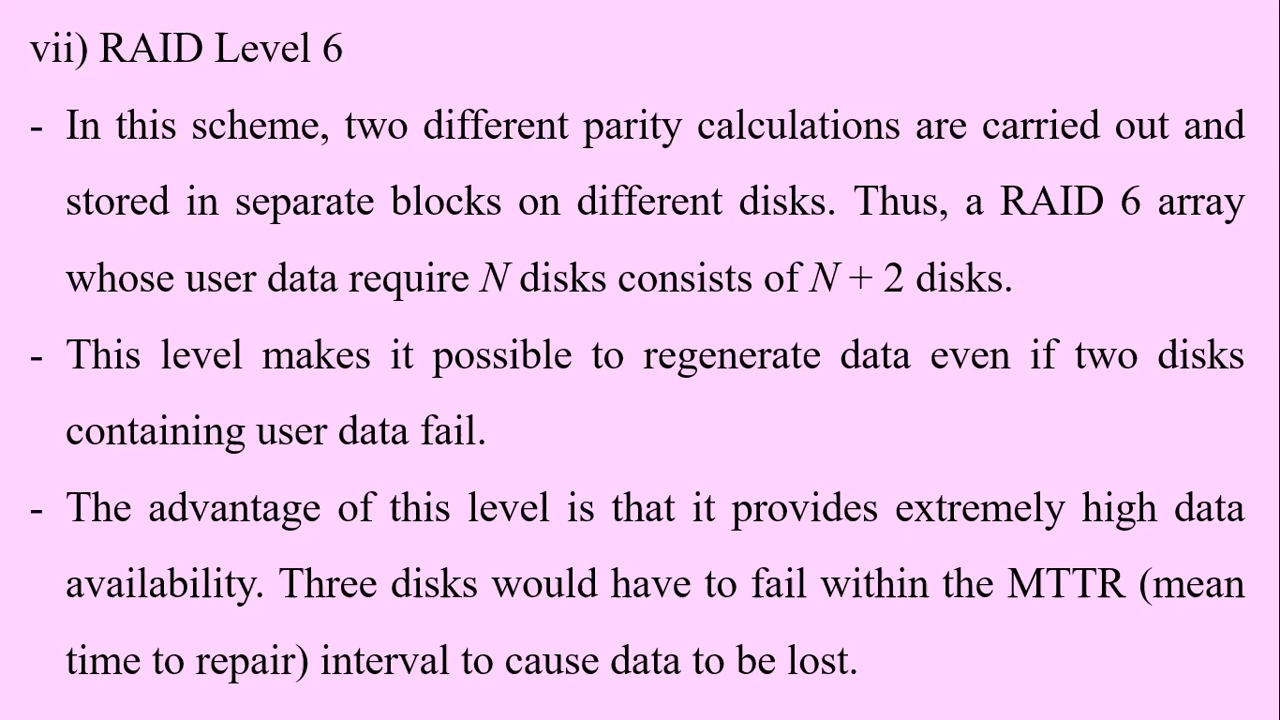 vii) RAID Level 6
- In this scheme, two different parity calculations are carried out and
stored in separate blocks on different disks. Thus, a RAID 6 array
whose user data require N disks consists of N + 2 disks.
- This level makes it possible to regenerate data even if two disks
containing user data fail.
- The advantage of this level is that it provides extremely high data
availability. Three disks would have to fail within the MTTR (mean
time to repair) interval to cause data to be lost.